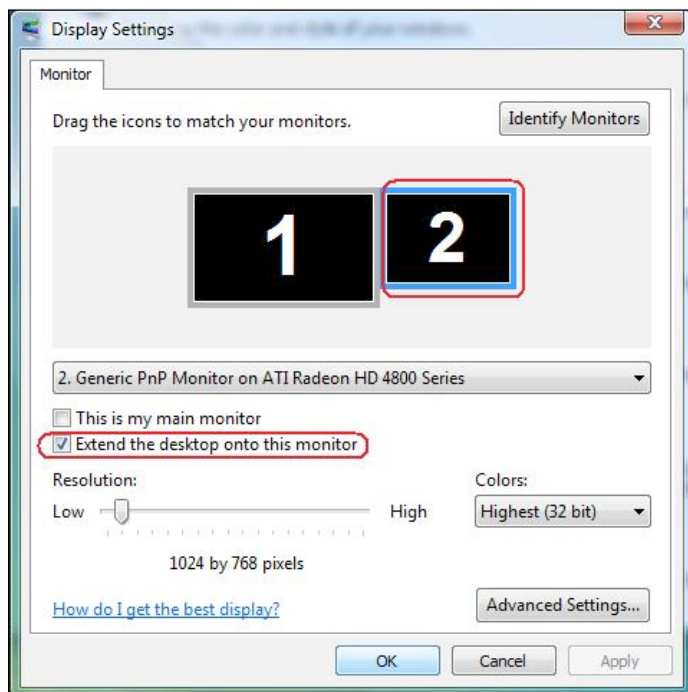 Display Settings
Monitor
Drag the icons to match your monitors.
Identify Monitors
1
2
2. Generic PnP Monitor on ATI Radeon HD 4800 Series
This is my main monitor
Extend the desktop onto this monitor
Resolution:
Colors:
Low
High
Highest (32 bit)
1024 by 768 pixels
How do I get the best display?
Advanced Settings...
OK
Cancel
Apply